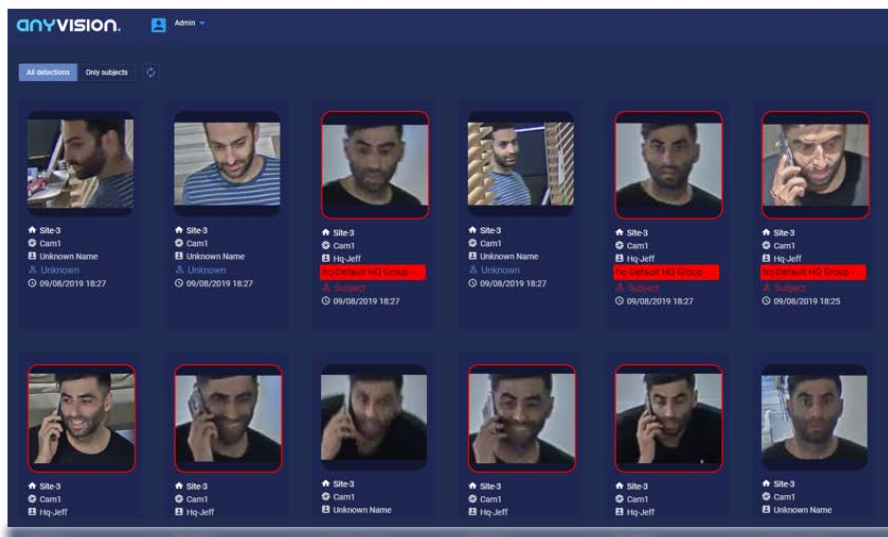 anyvision.
Admin
All detections Only subjects
Site-3
Cam1
Unknown Name
Unknown
09/08/2019 18:27
Site-3
Cam1
Unknown Name
Unknown
09/08/2019 18:27
Site-3
Cam1
Hq-Jeff
hq-Default HQ Group - ...
Subject
09/08/2019 18:27
Site-3
Cam1
Unknown Name
Unknown
09/08/2019 18:27
Site-3
Cam1
Hq-Jeff
hq-Default HQ Group - ...
Subject
09/08/2019 18:27
Site-3
Cam1
Hq-Jeff
hq-Default HQ Group - ...
Subject
09/08/2019 18:25
Site-3
Cam1
Hq-Jeff
Site-3
Cam1
Hq-Jeff
Site-3
Cam1
Unknown Name
Site-3
Cam1
Hq-Jeff
Site-3
Cam1
Hq-Jeff
Site-3
Cam1
Unknown Name